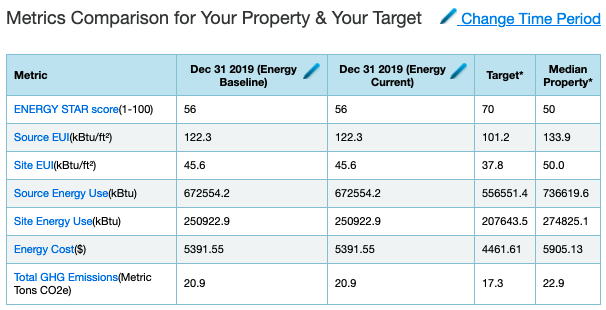 Metrics Comparison for Your Property & Your Target Change Time Period
Metric Dec 31 2019 (Energy Baseline) Dec 31 2019 (Energy Current) Target* Median Property*
ENERGY STAR score(1-100) 56 56 70 50
Source EUI(kBtu/ft²) 122.3 122.3 101.2 133.9
Site EUI(kBtu/ft²) 45.6 45.6 37.8 50.0
Source Energy Use(kBtu) 672554.2 672554.2 556551.4 736619.6
Site Energy Use(kBtu) 250922.9 250922.9 207643.5 274825.1
Energy Cost($) 5391.55 5391.55 4461.61 5905.13
Total GHG Emissions(Metric Tons CO2e) 20.9 20.9 17.3 22.9